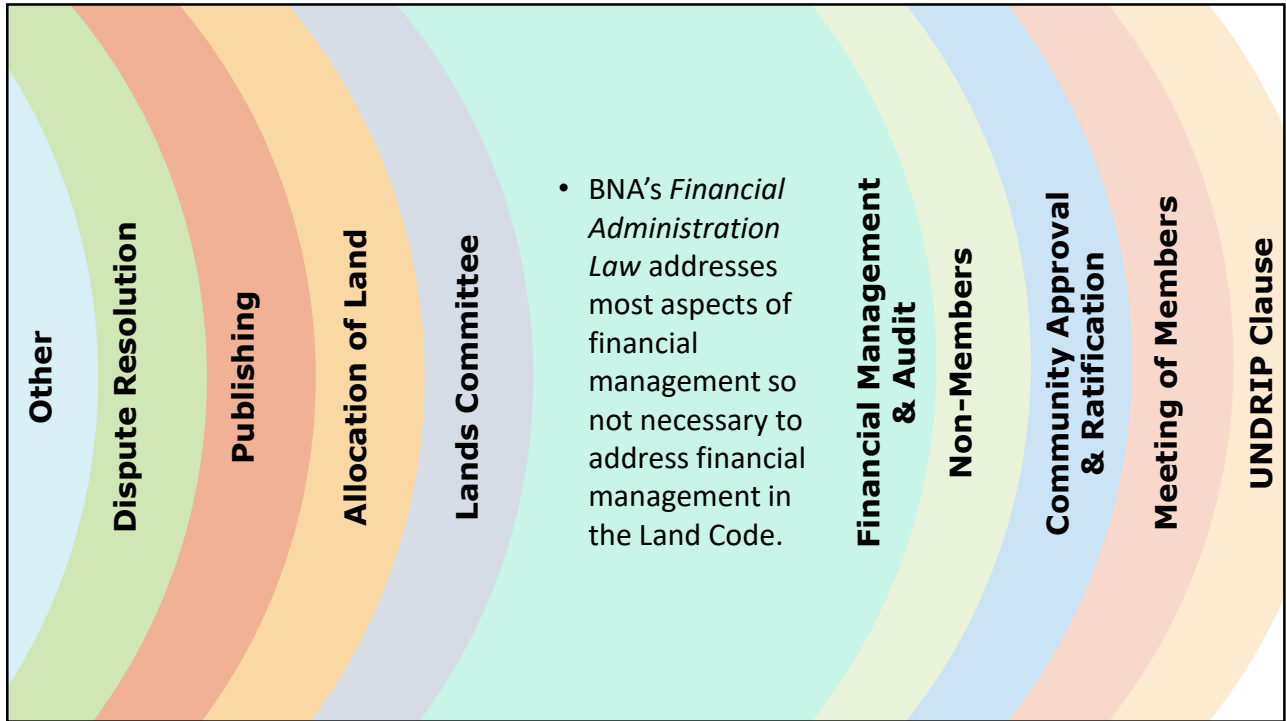 Other
Dispute Resolution
Publishing
Allocation of Land
Lands Committee
• BNA’s Financial
Administration
Law addresses
most aspects of
financial
management so
not necessary to
address financial
management in
the Land Code.
Financial Management
& Audit
Non-Members
Community Approval
& Ratification
Meeting of Members
UNDRIP Clause